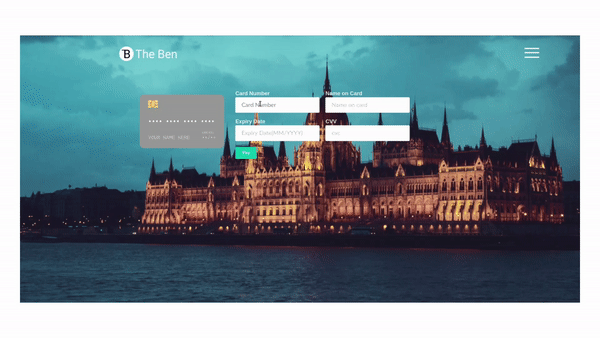 B The Ben
Card Number
Name on Card
Card Number
Name on card
Expiry Date
CVV
Expiry Date(MM/YYYY)
cvv
YOUR NAME HERE
Pay